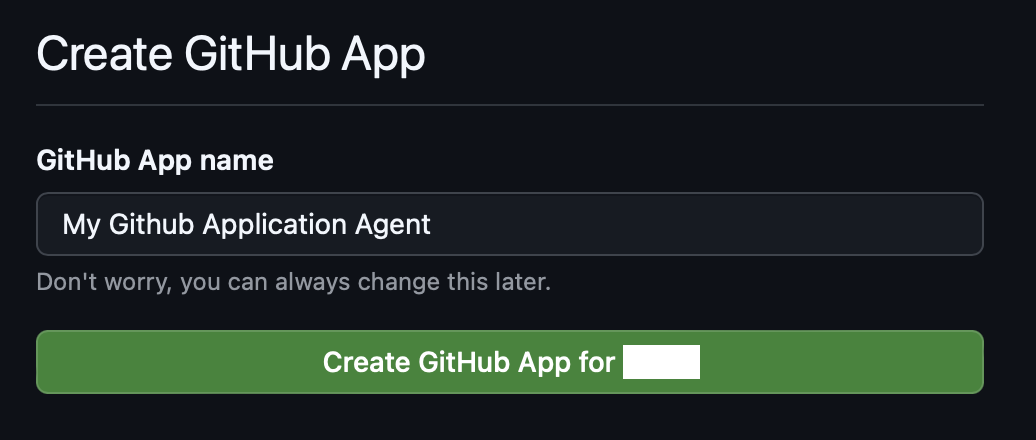 Create GitHub App
GitHub App name
My Github Application Agent
Don't worry, you can always change this later.
Create GitHub App for